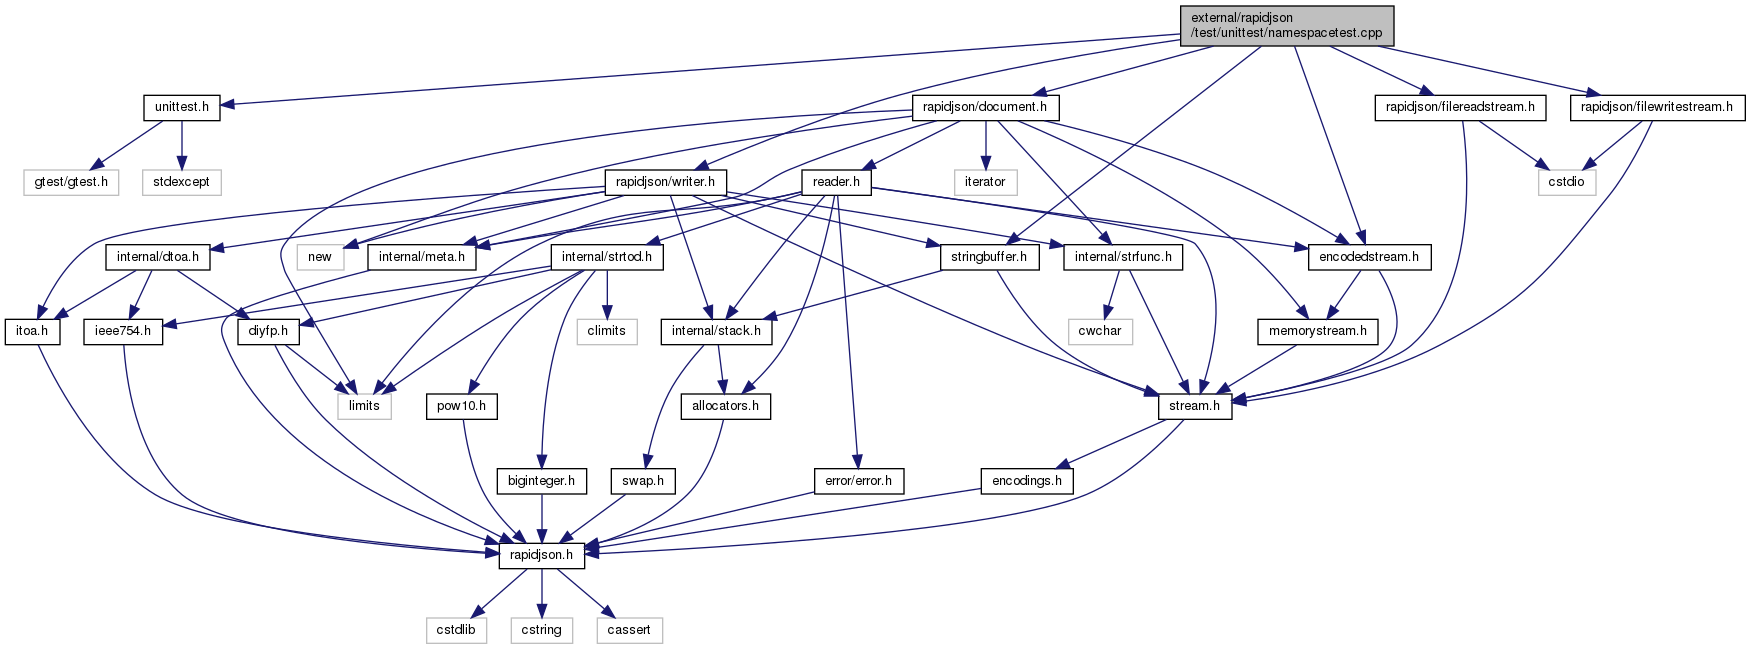 external/rapidjson
/test/unittest/namespacetest.cpp
unittest.h
rapidjson/document.h
rapidjson/filereadstream.h
rapidjson/filewritestream.h
gtest/gtest.h
stdexcept
rapidjson/writer.h
reader.h
iterator
cstdio
internal/dtoa.h
new
internal/meta.h
internal/strtod.h
stringbuffer.h
internal/strfunc.h
encodedstream.h
itoa.h
ieee754.h
diyfp.h
climits
internal/stack.h
cwchar
memorystream.h
limits
pow10.h
allocators.h
stream.h
biginteger.h
swap.h
error/error.h
encodings.h
rapidjson.h
cstdlib
cstring
cassert